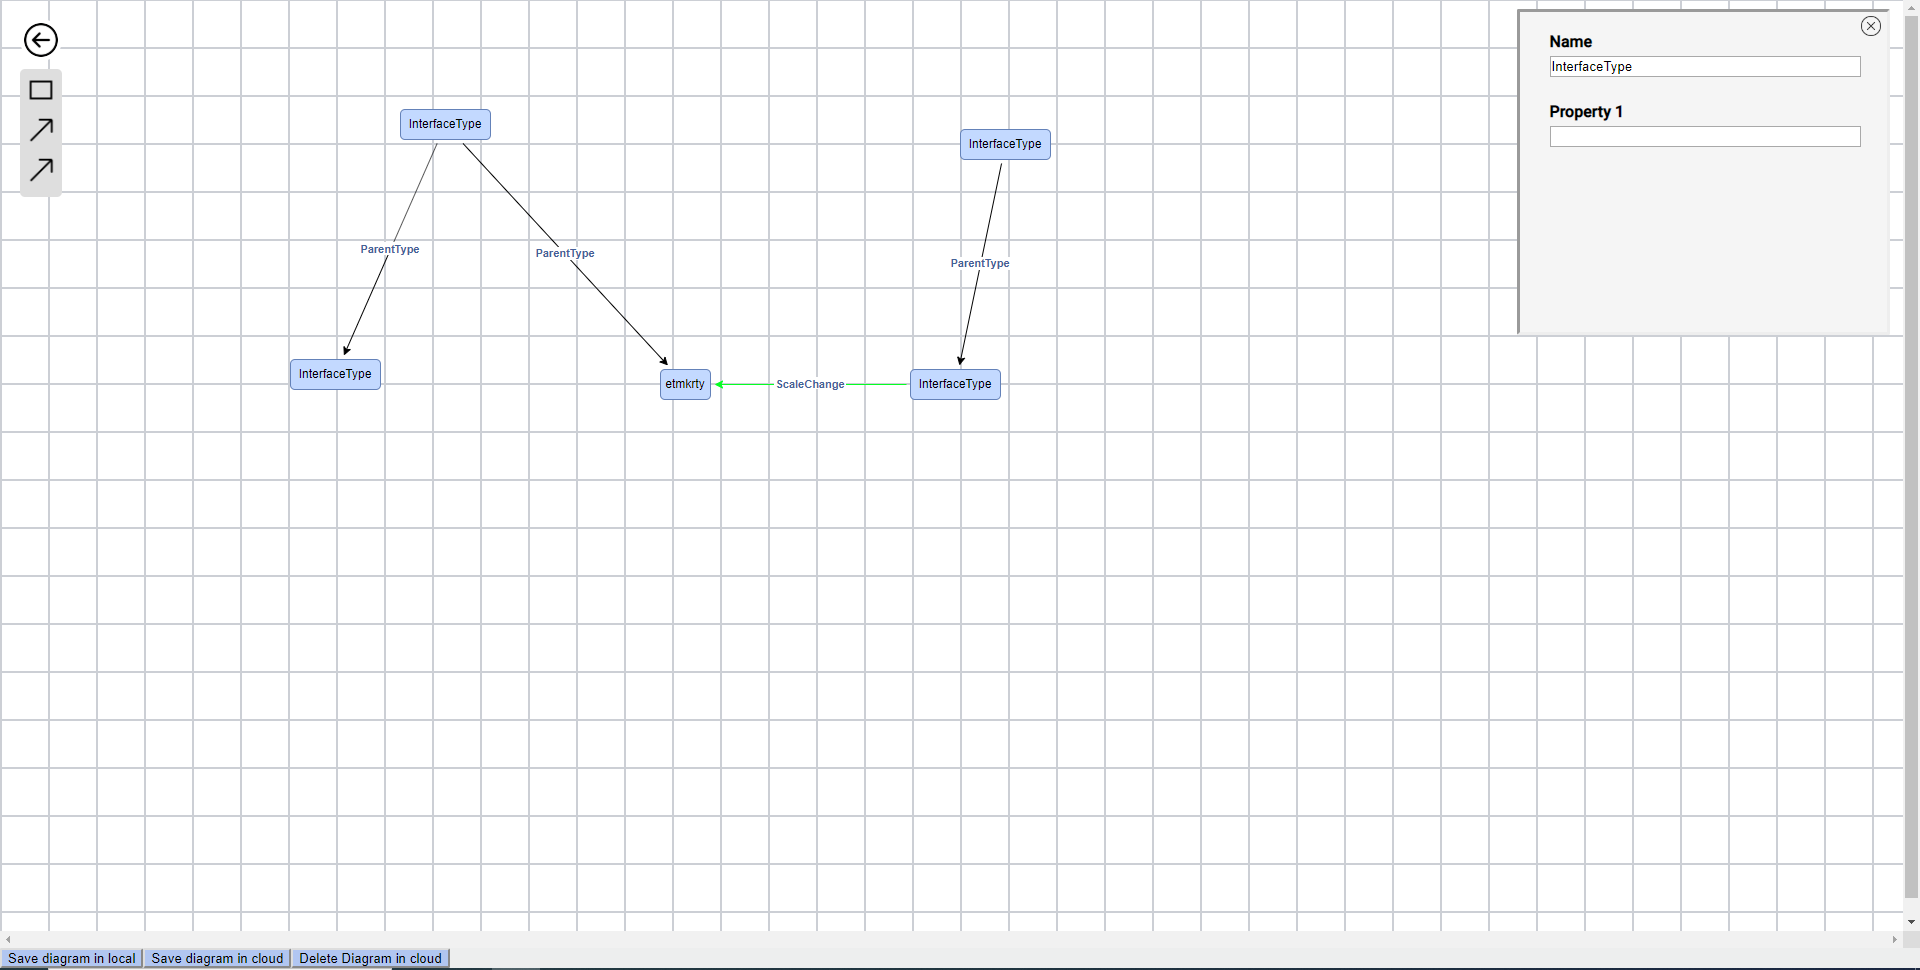 Name
InterfaceType
Property 1
InterfaceType
InterfaceType
ParentType
ParentType
ParentType
InterfaceType
etmkrty
ScaleChange
InterfaceType
Save diagram in local
Save diagram in cloud
Delete Diagram in cloud